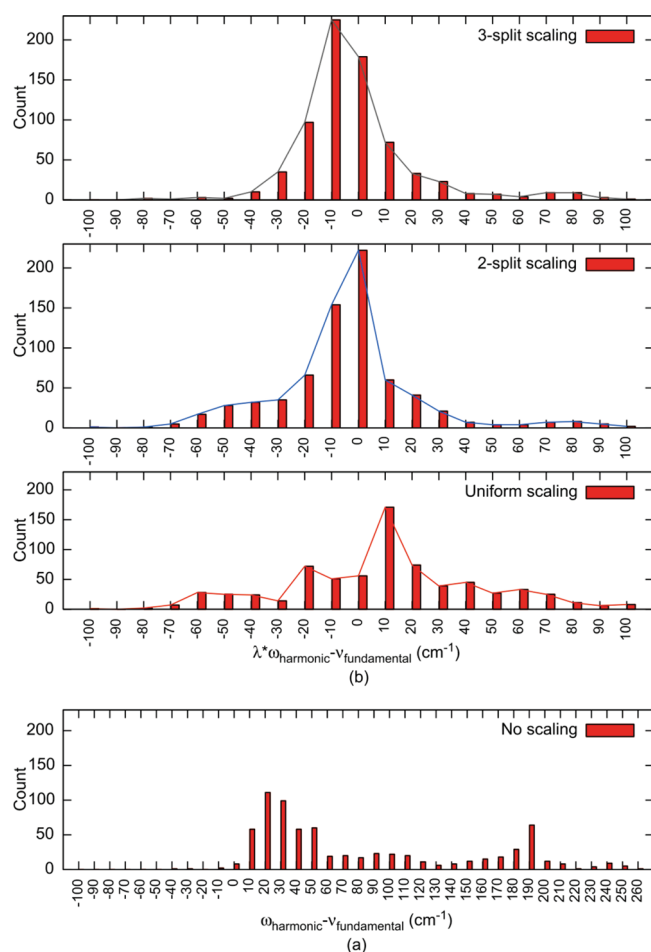 3-split scaling
Count
200
150
100
50
0
-100 -90 -80 -70 -60 -50 -40 -30 -20 -10 0 10 20 30 40 50 60 70 80 90 100
2-split scaling
Count
200
150
100
50
0
-100 -90 -80 -70 -60 -50 -40 -30 -20 -10 0 10 20 30 40 50 60 70 80 90 100
Uniform scaling
Count
200
150
100
50
0
-100 -90 -80 -70 -60 -50 -40 -30 -20 -10 0 10 20 30 40 50 60 70 80 90 100
λ*ωharmonic-νfundamental (cm-1)
(b)
No scaling
Count
200
150
100
50
0
-100 -90 -80 -70 -60 -50 -40 -30 -20 -10 0 10 20 30 40 50 60 70 80 90 100 110 120 130 140 150 160 170 180 190 200 210 220 230 240 250 260
ωharmonic-νfundamental (cm-1)
(a)